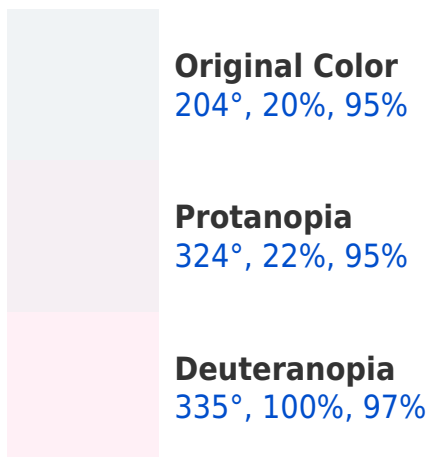 Original Color
204°, 20%, 95%
Protanopia
324°, 22%, 95%
Deuteranopia
335°, 100%, 97%